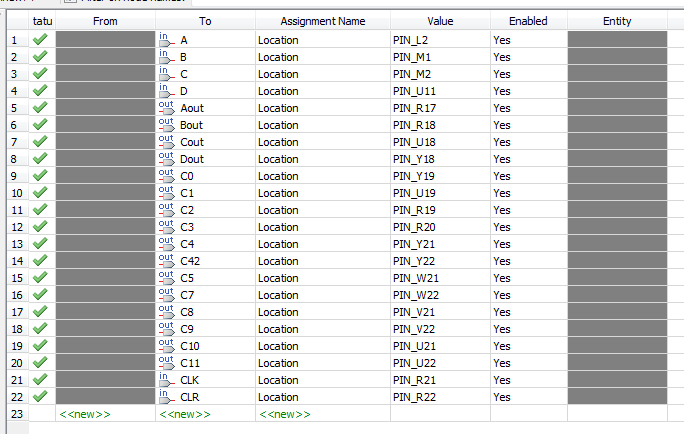 tatu From To Assignment Name Value Enabled Entity
1 in A Location PIN_L2 Yes
2 in B Location PIN_M1 Yes
3 in C Location PIN_M2 Yes
4 in D Location PIN_U11 Yes
5 out Aout Location PIN_R17 Yes
6 out Bout Location PIN_R18 Yes
7 out Cout Location PIN_U18 Yes
8 out Dout Location PIN_Y18 Yes
9 out C0 Location PIN_Y19 Yes
10 out C1 Location PIN_U19 Yes
11 out C2 Location PIN_R19 Yes
12 out C3 Location PIN_R20 Yes
13 out C4 Location PIN_Y21 Yes
14 out C42 Location PIN_Y22 Yes
15 out C5 Location PIN_W21 Yes
16 out C7 Location PIN_W22 Yes
17 out C8 Location PIN_V21 Yes
18 out C9 Location PIN_V22 Yes
19 out C10 Location PIN_U21 Yes
20 out C11 Location PIN_U22 Yes
21 in CLK Location PIN_R21 Yes
22 in CLR Location PIN_R22 Yes
23 <<new>> <<new>> <<new>>